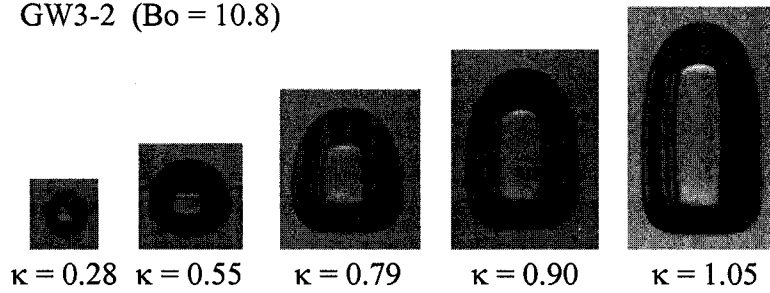 GW3-2 (Bo = 10.8)
κ = 0.28 κ = 0.55 κ = 0.79 κ = 0.90 κ = 1.05